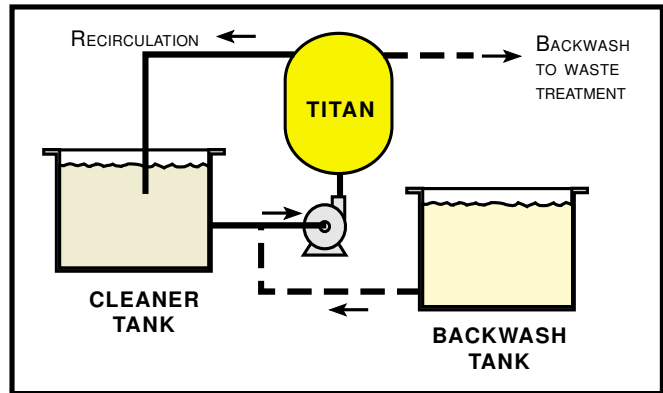 RECIRCULATION
BACKWASH
TO WASTE
TREATMENT
TITAN
CLEANER
TANK
BACKWASH
TANK